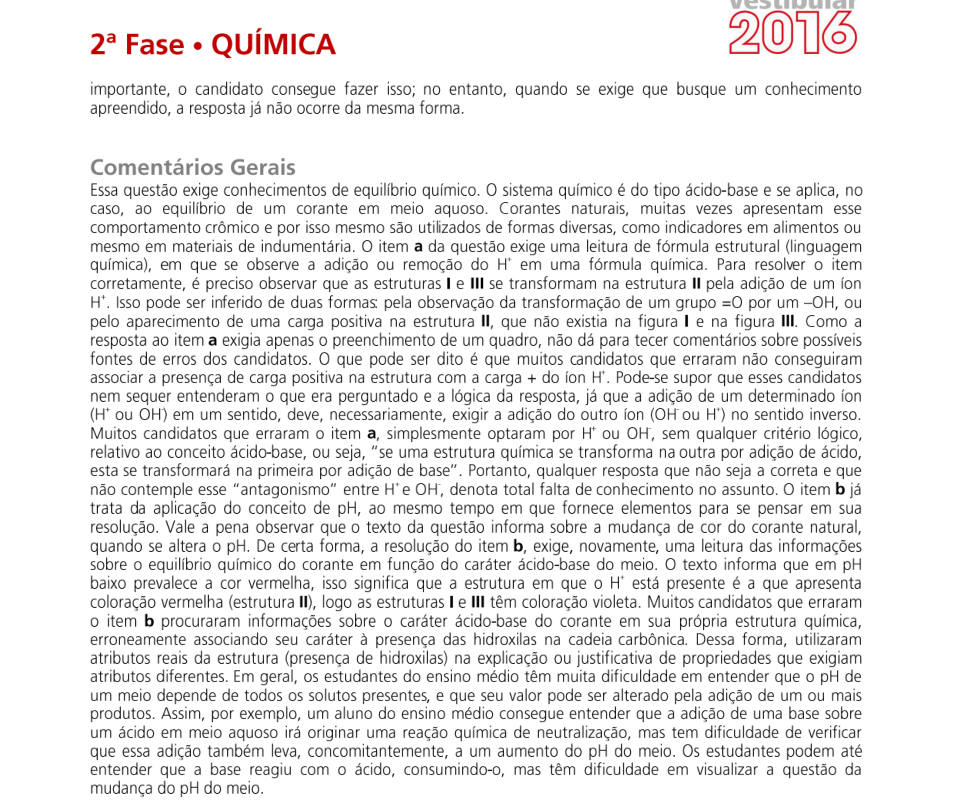 vestibular
2016
2ª Fase • QUÍMICA
importante, o candidato consegue fazer isso; no entanto, quando se exige que busque um conhecimento
apreendido, a resposta já não ocorre da mesma forma.
Comentários Gerais
Essa questão exige conhecimentos de equilíbrio químico. O sistema químico é do tipo ácido-base e se aplica, no
caso, ao equilíbrio de um corante em meio aquoso. Corantes naturais, muitas vezes apresentam esse
comportamento crômico e por isso mesmo são utilizados de formas diversas, como indicadores em alimentos ou
mesmo em materiais de indumentária. O item a da questão exige uma leitura de fórmula estrutural (linguagem
química), em que se observe a adição ou remoção do H⁺ em uma fórmula química. Para resolver o item
corretamente, é preciso observar que as estruturas I e III se transformam na estrutura II pela adição de um íon
H⁺. Isso pode ser inferido de duas formas: pela observação da transformação de um grupo =O por um –OH, ou
pelo aparecimento de uma carga positiva na estrutura II, que não existia na figura I e na figura III. Como a
resposta ao item a exigia apenas o preenchimento de um quadro, não dá para tecer comentários sobre possíveis
fontes de erros dos candidatos. O que pode ser dito é que muitos candidatos que erraram não conseguiram
associar a presença de carga positiva na estrutura com a carga + do íon H⁺. Pode-se supor que esses candidatos
nem sequer entenderam o que era perguntado e a lógica da resposta, já que a adição de um determinado íon
(H⁺ ou OH⁻) em um sentido, deve, necessariamente, exigir a adição do outro íon (OH⁻ ou H⁺) no sentido inverso.
Muitos candidatos que erraram o item a, simplesmente optaram por H⁺ ou OH⁻, sem qualquer critério lógico,
relativo ao conceito ácido-base, ou seja, “se uma estrutura química se transforma na outra por adição de ácido,
esta se transformará na primeira por adição de base”. Portanto, qualquer resposta que não seja a correta e que
não contemple esse “antagonismo” entre H⁺ e OH⁻, denota total falta de conhecimento no assunto. O item b já
trata da aplicação do conceito de pH, ao mesmo tempo em que fornece elementos para se pensar em sua
resolução. Vale a pena observar que o texto da questão informa sobre a mudança de cor do corante natural,
quando se altera o pH. De certa forma, a resolução do item b, exige, novamente, uma leitura das informações
sobre o equilíbrio químico do corante em função do caráter ácido-base do meio. O texto informa que em pH
baixo prevalece a cor vermelha, isso significa que a estrutura em que o H⁺ está presente é a que apresenta
coloração vermelha (estrutura II), logo as estruturas I e III têm coloração violeta. Muitos candidatos que erraram
o item b procuraram informações sobre o caráter ácido-base do corante em sua própria estrutura química,
erroneamente associando seu caráter à presença das hidroxilas na cadeia carbônica. Dessa forma, utilizaram
atributos reais da estrutura (presença de hidroxilas) na explicação ou justificativa de propriedades que exigiam
atributos diferentes. Em geral, os estudantes do ensino médio têm muita dificuldade em entender que o pH de
um meio depende de todos os solutos presentes, e que seu valor pode ser alterado pela adição de um ou mais
produtos. Assim, por exemplo, um aluno do ensino médio consegue entender que a adição de uma base sobre
um ácido em meio aquoso irá originar uma reação química de neutralização, mas tem dificuldade de verificar
que essa adição também leva, concomitantemente, a um aumento do pH do meio. Os estudantes podem até
entender que a base reagiu com o ácido, consumindo-o, mas têm dificuldade em visualizar a questão da
mudança do pH do meio.